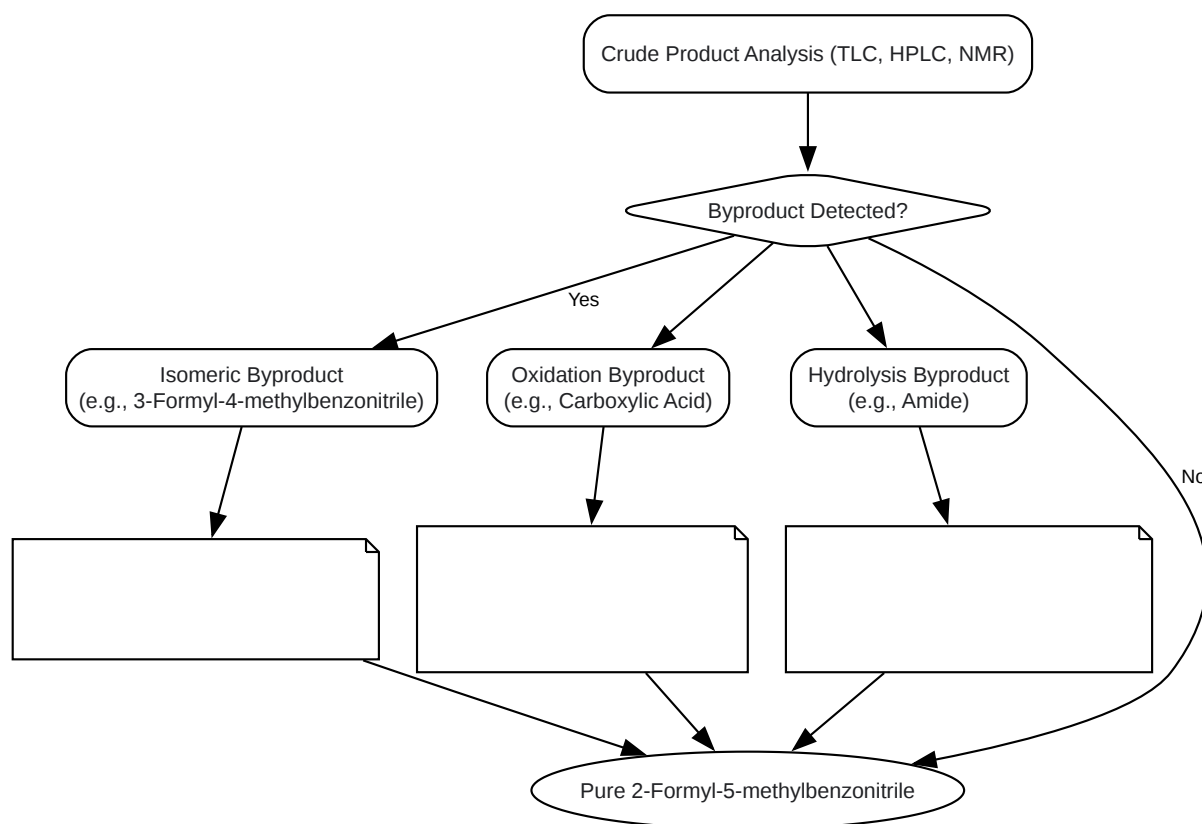 Crude Product Analysis (TLC, HPLC, NMR)
Byproduct Detected?
Yes
Isomeric Byproduct
(e.g., 3-Formyl-4-methylbenzonitrile)
Oxidation Byproduct
(e.g., Carboxylic Acid)
Hydrolysis Byproduct
(e.g., Amide)
No
Pure 2-Formyl-5-methylbenzonitrile